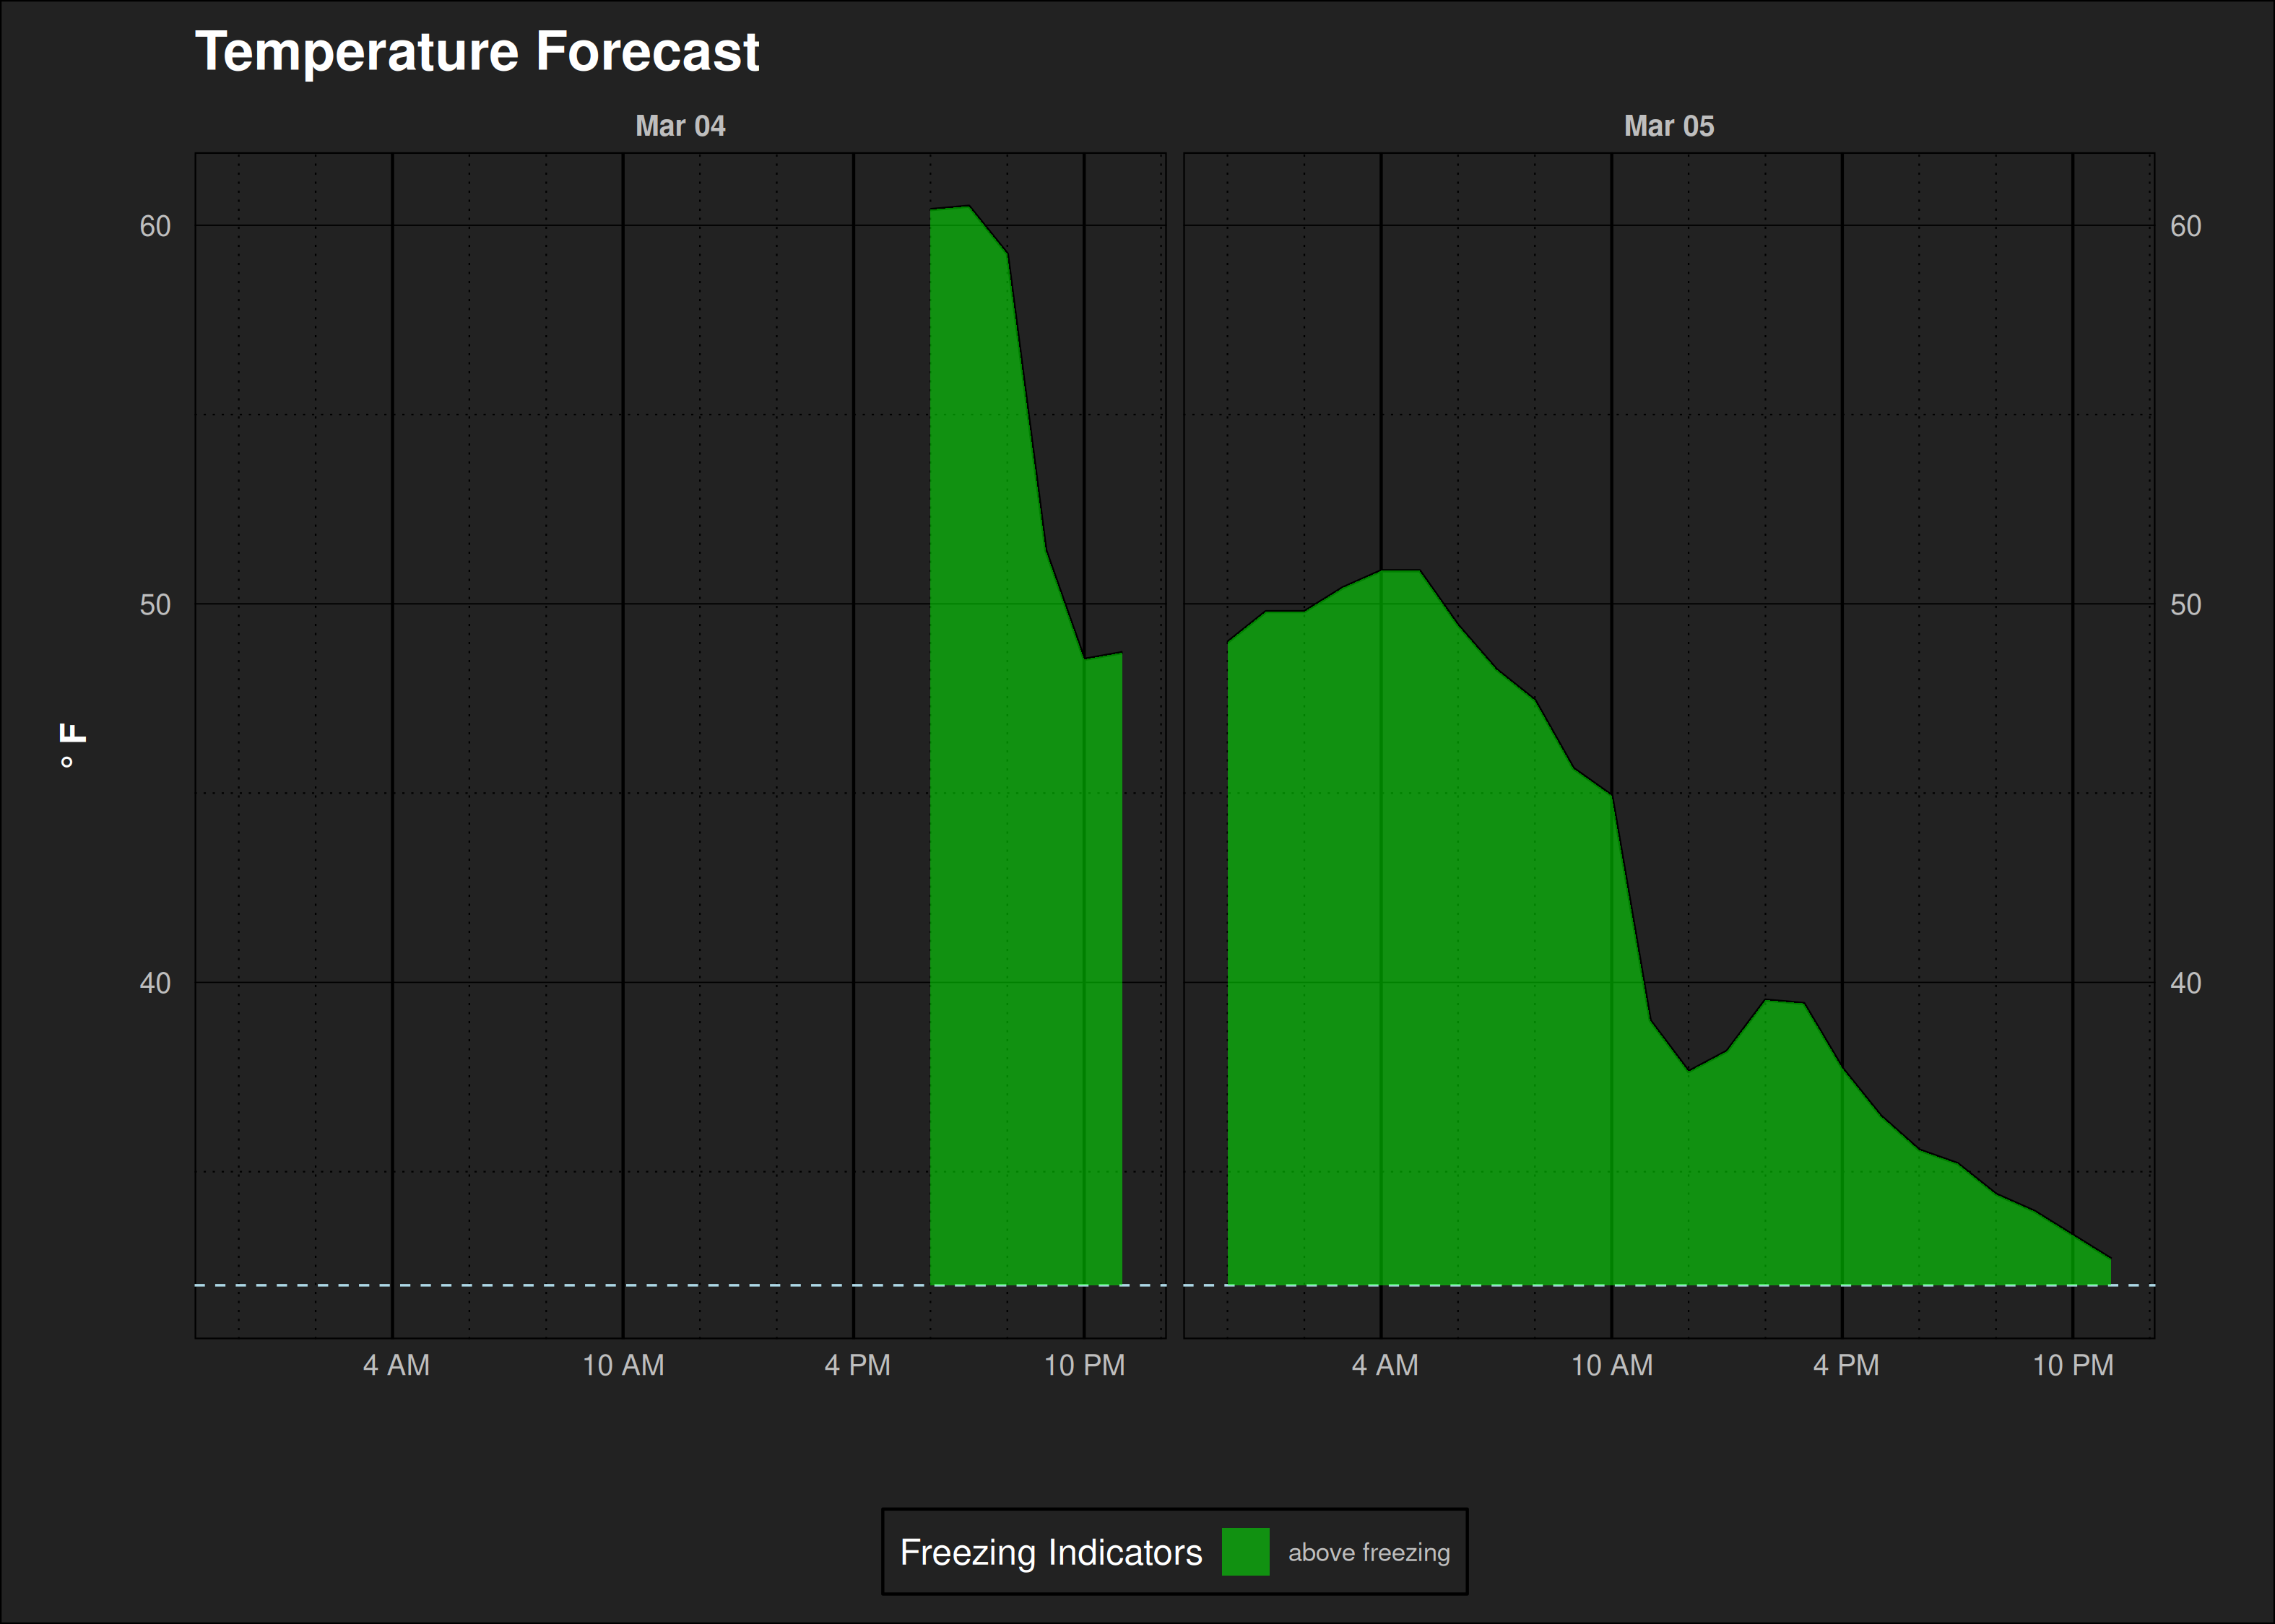 Temperature Forecast
Mar 04 Mar 05
60 60
50 50
° F
40 40
4 AM 10 AM 4 PM 10 PM 4 AM 10 AM 4 PM 10 PM
Freezing Indicators above freezing